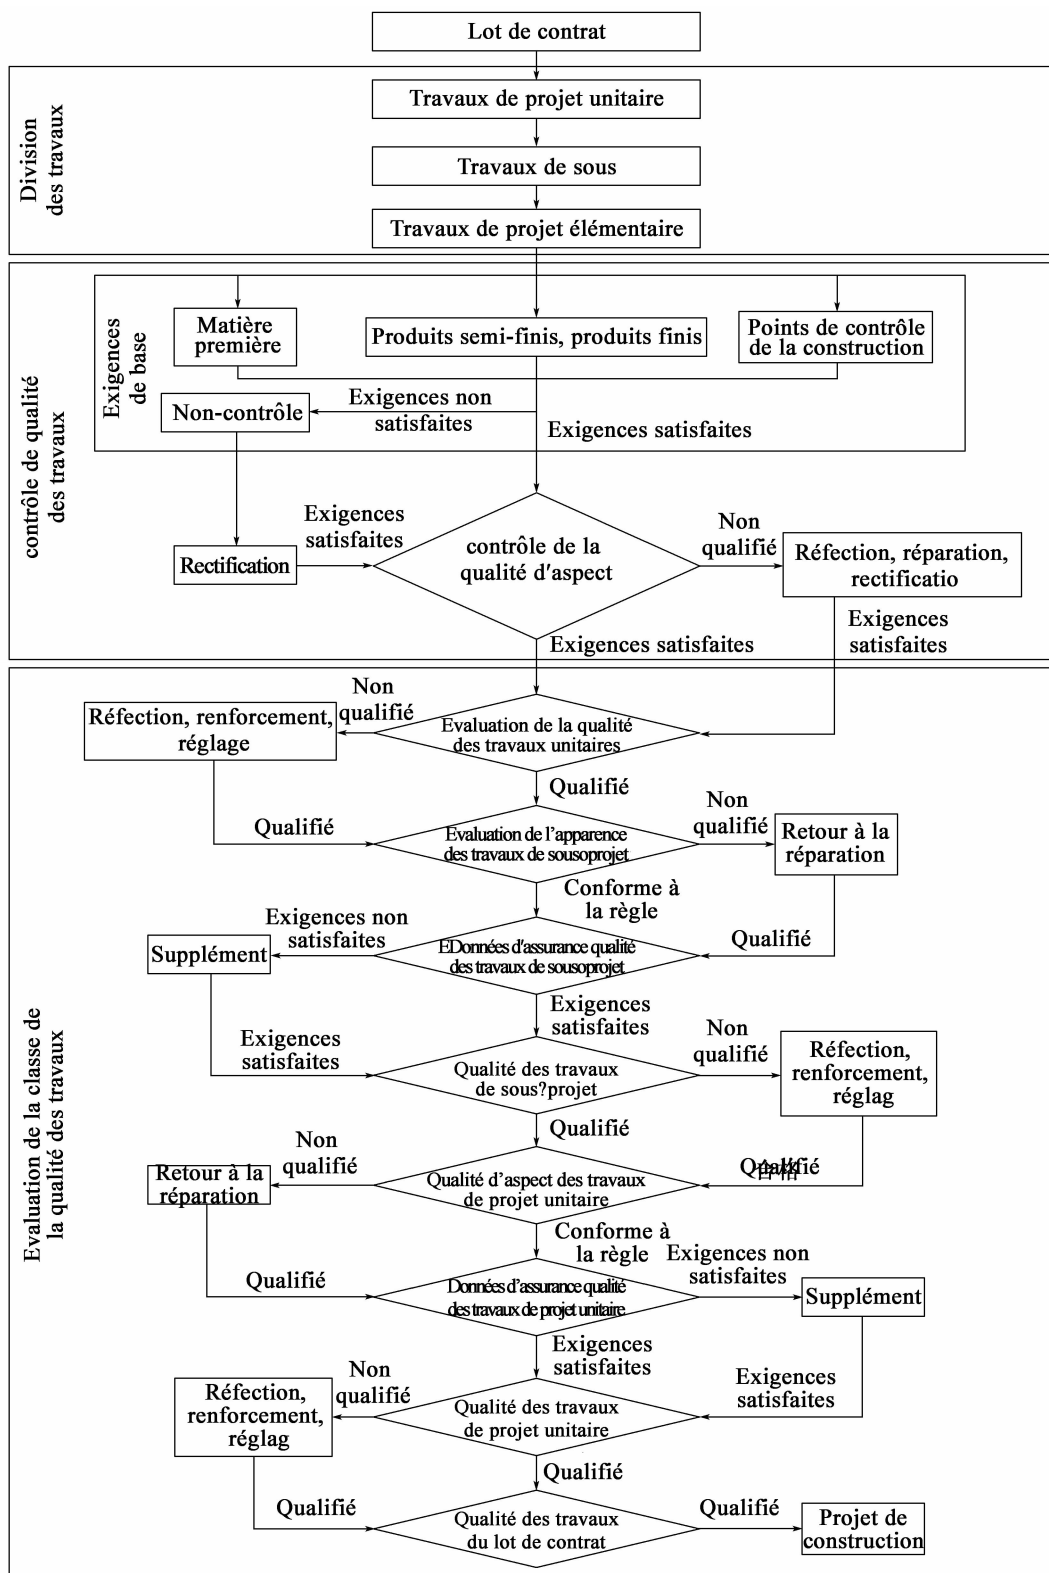 Lot de contrat
Division
des travaux
Travaux de projet unitaire
Travaux de sous
Travaux de projet élémentaire
contrôle de qualité
des travaux
Exigences
de base
Matière
première
Produits semi-finis, produits finis
Points de contrôle
de la construction
Non-contrôle
Exigences non
satisfaites
Exigences satisfaites
Rectification
Exigences
satisfaites
contrôle de la
qualité d'aspect
Non
qualifié
Réfection, réparation,
rectificatio
Exigences satisfaites
Exigences
satisfaites
Evaluation de la classe de
la qualité des travaux
Réfection, renforcement,
réglage
Non
qualifié
Evaluation de la qualité
des travaux unitaires
Qualifié
Qualifié
Evaluation de l'apparence
des travaux de sousoprojet
Non
qualifié
Retour à la
réparation
Conforme à
la règle
Qualifié
Supplément
Exigences non
satisfaites
EDonnées d'assurance qualité
des travaux de sousoprojet
Exigences
satisfaites
Exigences
satisfaites
Qualité des travaux
de sous?projet
Non
qualifié
Réfection,
renforcement,
réglag
Qualifié
Qualifié
合格
Retour à la
réparation
Non
qualifié
Qualité d'aspect des travaux
de projet unitaire
Conforme à
la règle
Qualifié
Données d'assurance qualité
des travaux de projet unitaire
Exigences non
satisfaites
Supplément
Exigences
satisfaites
Exigences
satisfaites
Réfection,
renforcement,
réglag
Non
qualifié
Qualité des travaux
de projet unitaire
Qualifié
Qualifié
Qualité des travaux
du lot de contrat
Qualifié
Projet de
construction